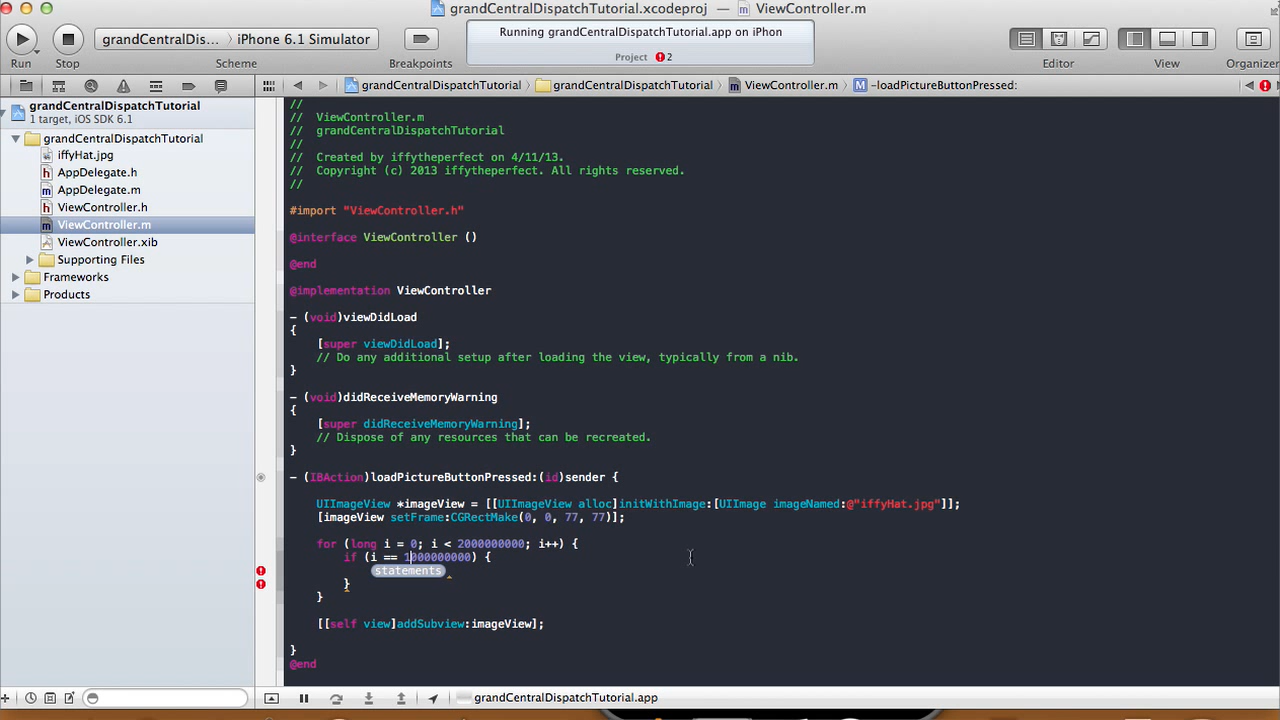 grandCentralDispatchTutorial.xcodeproj — ViewController.m
Run Stop grandCentralDis... iPhone 6.1 Simulator Scheme Breakpoints
Running grandCentralDispatchTutorial.app on iPhon
Project 2
Editor View Organizer
grandCentralDispatchTutorial grandCentralDispatchTutorial ViewController.m M -loadPictureButtonPressed:
grandCentralDispatchTutorial
1 target, iOS SDK 6.1
grandCentralDispatchTutorial
iffyHat.jpg
h AppDelegate.h
m AppDelegate.m
h ViewController.h
m ViewController.m
ViewController.xib
Supporting Files
Frameworks
Products
//
// ViewController.m
// grandCentralDispatchTutorial
//
// Created by iffytheperfect on 4/11/13.
// Copyright (c) 2013 iffytheperfect. All rights reserved.
//
#import "ViewController.h"
@interface ViewController ()
@end
@implementation ViewController
- (void)viewDidLoad
{
[super viewDidLoad];
// Do any additional setup after loading the view, typically from a nib.
}
- (void)didReceiveMemoryWarning
{
[super didReceiveMemoryWarning];
// Dispose of any resources that can be recreated.
}
- (IBAction)loadPictureButtonPressed:(id)sender {
UIImageView *imageView = [[UIImageView alloc]initWithImage:[UIImage imageNamed:@"iffyHat.jpg"]];
[imageView setFrame:CGRectMake(0, 0, 77, 77)];
for (long i = 0; i < 2000000000; i++) {
if (i == 1000000000) {
statements
}
}
[[self view]addSubview:imageView];
}
@end
grandCentralDispatchTutorial.app